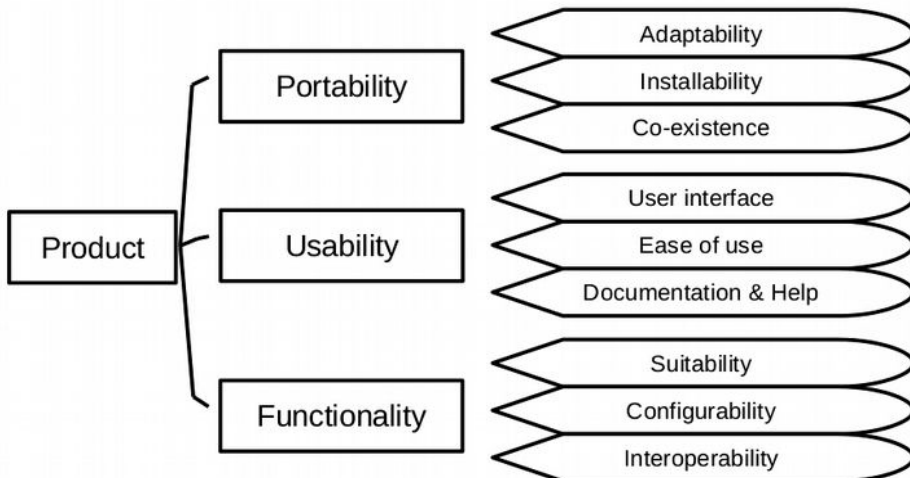 Product
Portability
Adaptability
Installability
Co-existence
Usability
User interface
Ease of use
Documentation & Help
Functionality
Suitability
Configurability
Interoperability